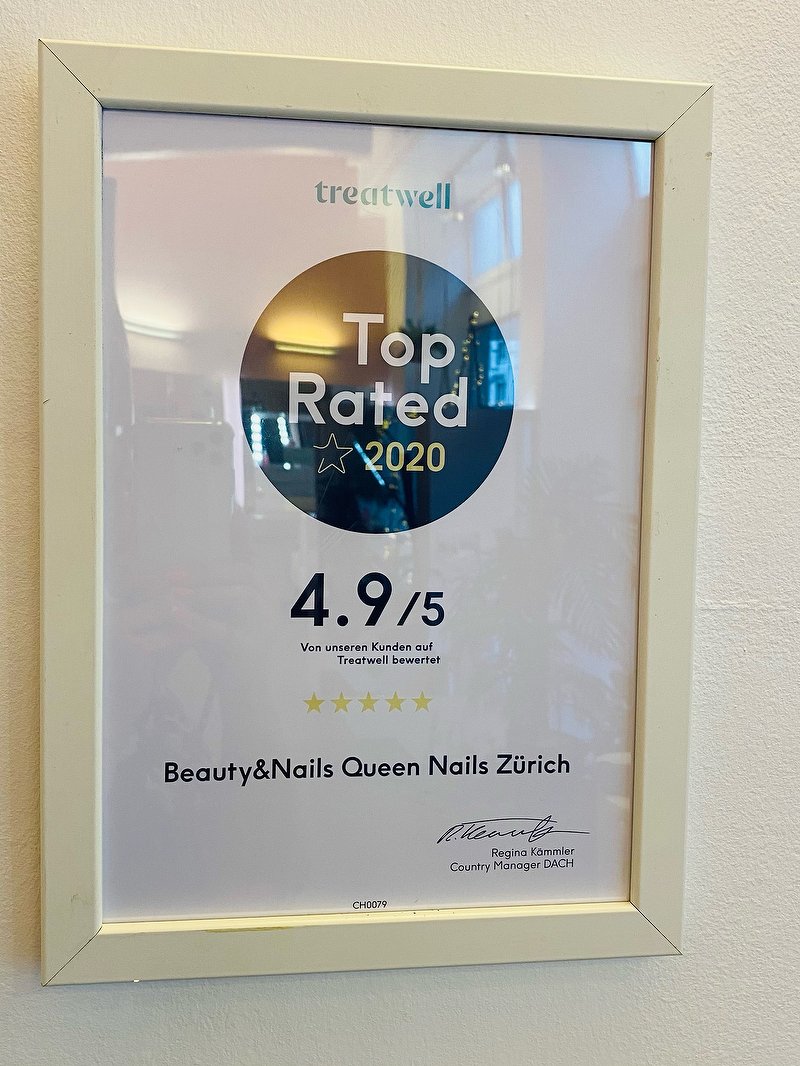 treatwell
Top
Rated
2020
4.9/5
Von unseren Kunden auf
Treatwell bewertet
Beauty&Nails Queen Nails Zürich
R. Kaemmler
Regina Kämmler
Country Manager DACH
CH0079